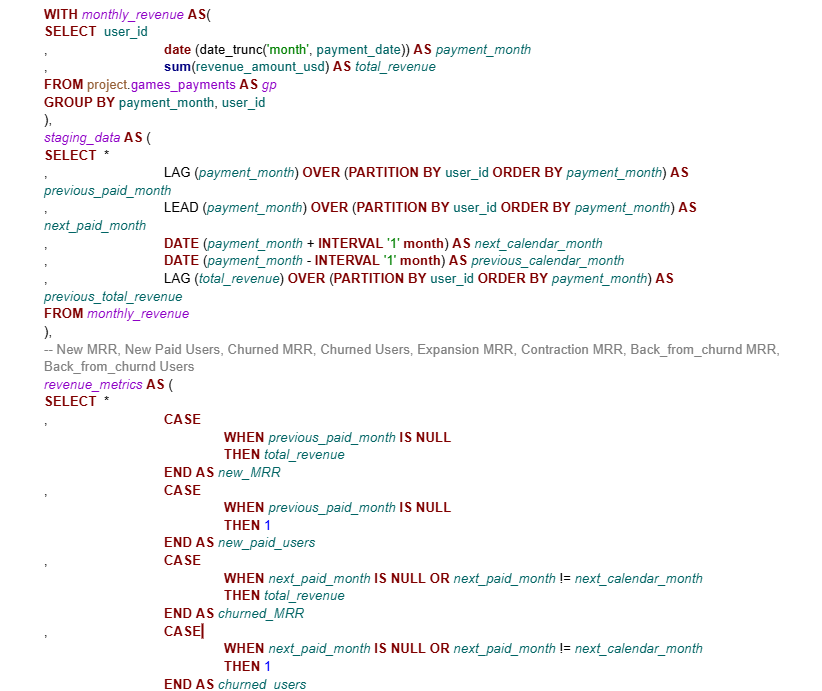 WITH monthly_revenue AS(
SELECT user_id
, date (date_trunc('month', payment_date)) AS payment_month
, sum(revenue_amount_usd) AS total_revenue
FROM project.games_payments AS gp
GROUP BY payment_month, user_id
),
staging_data AS (
SELECT *
, LAG (payment_month) OVER (PARTITION BY user_id ORDER BY payment_month) AS
previous_paid_month
, LEAD (payment_month) OVER (PARTITION BY user_id ORDER BY payment_month) AS
next_paid_month
, DATE (payment_month + INTERVAL '1' month) AS next_calendar_month
, DATE (payment_month - INTERVAL '1' month) AS previous_calendar_month
, LAG (total_revenue) OVER (PARTITION BY user_id ORDER BY payment_month) AS
previous_total_revenue
FROM monthly_revenue
),
-- New MRR, New Paid Users, Churned MRR, Churned Users, Expansion MRR, Contraction MRR, Back_from_churnd MRR,
Back_from_churnd Users
revenue_metrics AS (
SELECT *
, CASE
WHEN previous_paid_month IS NULL
THEN total_revenue
END AS new_MRR
, CASE
WHEN previous_paid_month IS NULL
THEN 1
END AS new_paid_users
, CASE
WHEN next_paid_month IS NULL OR next_paid_month != next_calendar_month
THEN total_revenue
END AS churned_MRR
, CASE
WHEN next_paid_month IS NULL OR next_paid_month != next_calendar_month
THEN 1
END AS churned_users